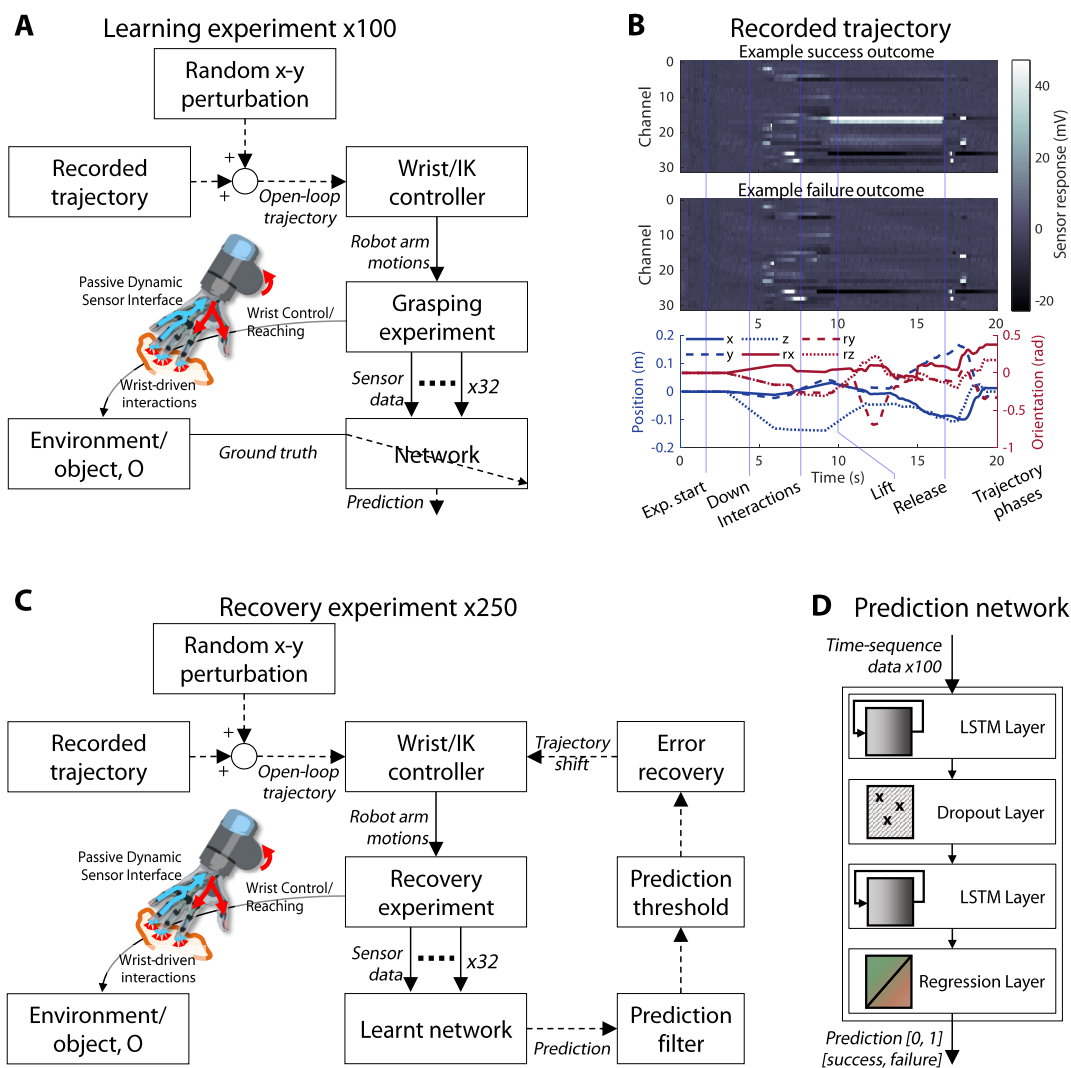 A
Learning experiment x100
Random x-y
perturbation
Recorded
trajectory
+
+
Open-loop
trajectory
Wrist/IK
controller
Robot arm
motions
Passive Dynamic
Sensor Interface
Wrist Control/
Reaching
Grasping
experiment
Wrist-driven
interactions
Sensor
data
x32
Environment/
object, O
Ground truth
Network
Prediction
B
Recorded trajectory
Example success outcome
0
10
20
30
Channel
Example failure outcome
0
10
20
30
Channel
5
10
15
20
40
20
0
-20
Sensor response (mV)
x
y
z
rx
ry
rz
0.2
0.1
0
-0.1
-0.2
Position (m)
0.5
0
-0.5
-1
Orientation (rad)
0
5
10
15
20
Time (s)
Exp. start
Down
Interactions
Lift
Release
Trajectory
phases
C
Recovery experiment x250
Random x-y
perturbation
Recorded
trajectory
+
+
Open-loop
trajectory
Wrist/IK
controller
Trajectory
shift
Error
recovery
Robot arm
motions
Passive Dynamic
Sensor Interface
Wrist Control/
Reaching
Recovery
experiment
Prediction
threshold
Wrist-driven
interactions
Sensor
data
x32
Environment/
object, O
Learnt network
Prediction
Prediction
filter
D
Prediction network
Time-sequence
data x100
LSTM Layer
x
x
x
Dropout Layer
LSTM Layer
Regression Layer
Prediction [0, 1]
[success, failure]